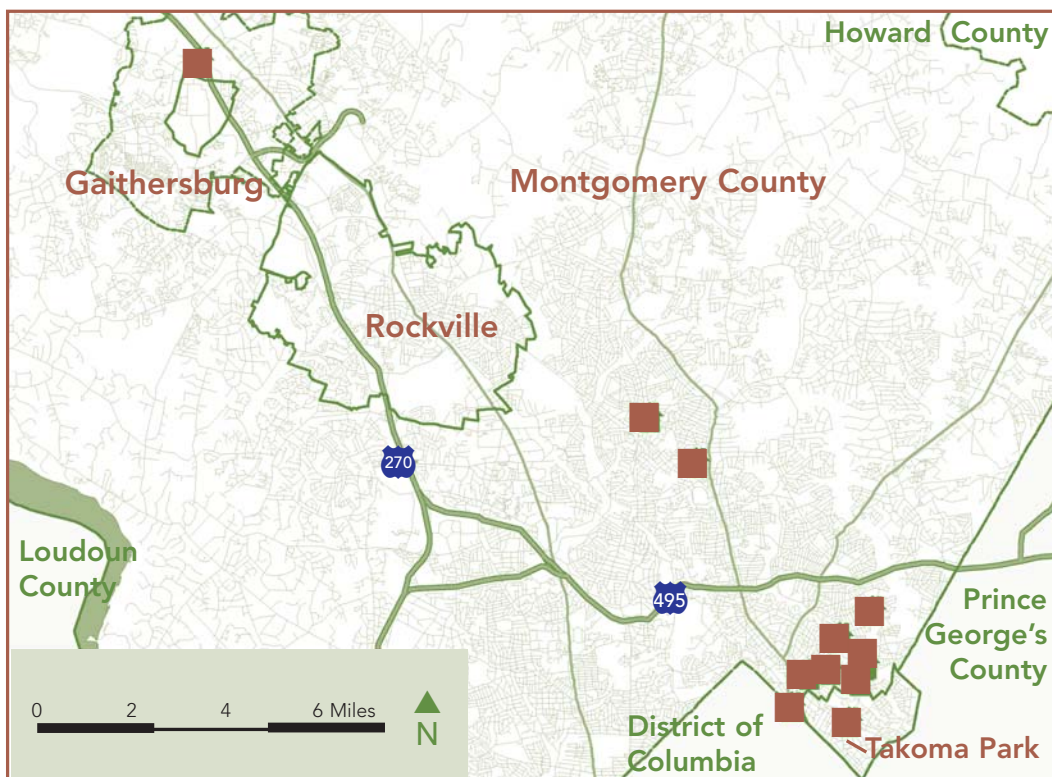 Howard County
Gaithersburg
Montgomery County
Rockville
270
Loudoun
County
495
Prince
George's
County
0 2 4 6 Miles
N
District of
Columbia
Takoma Park